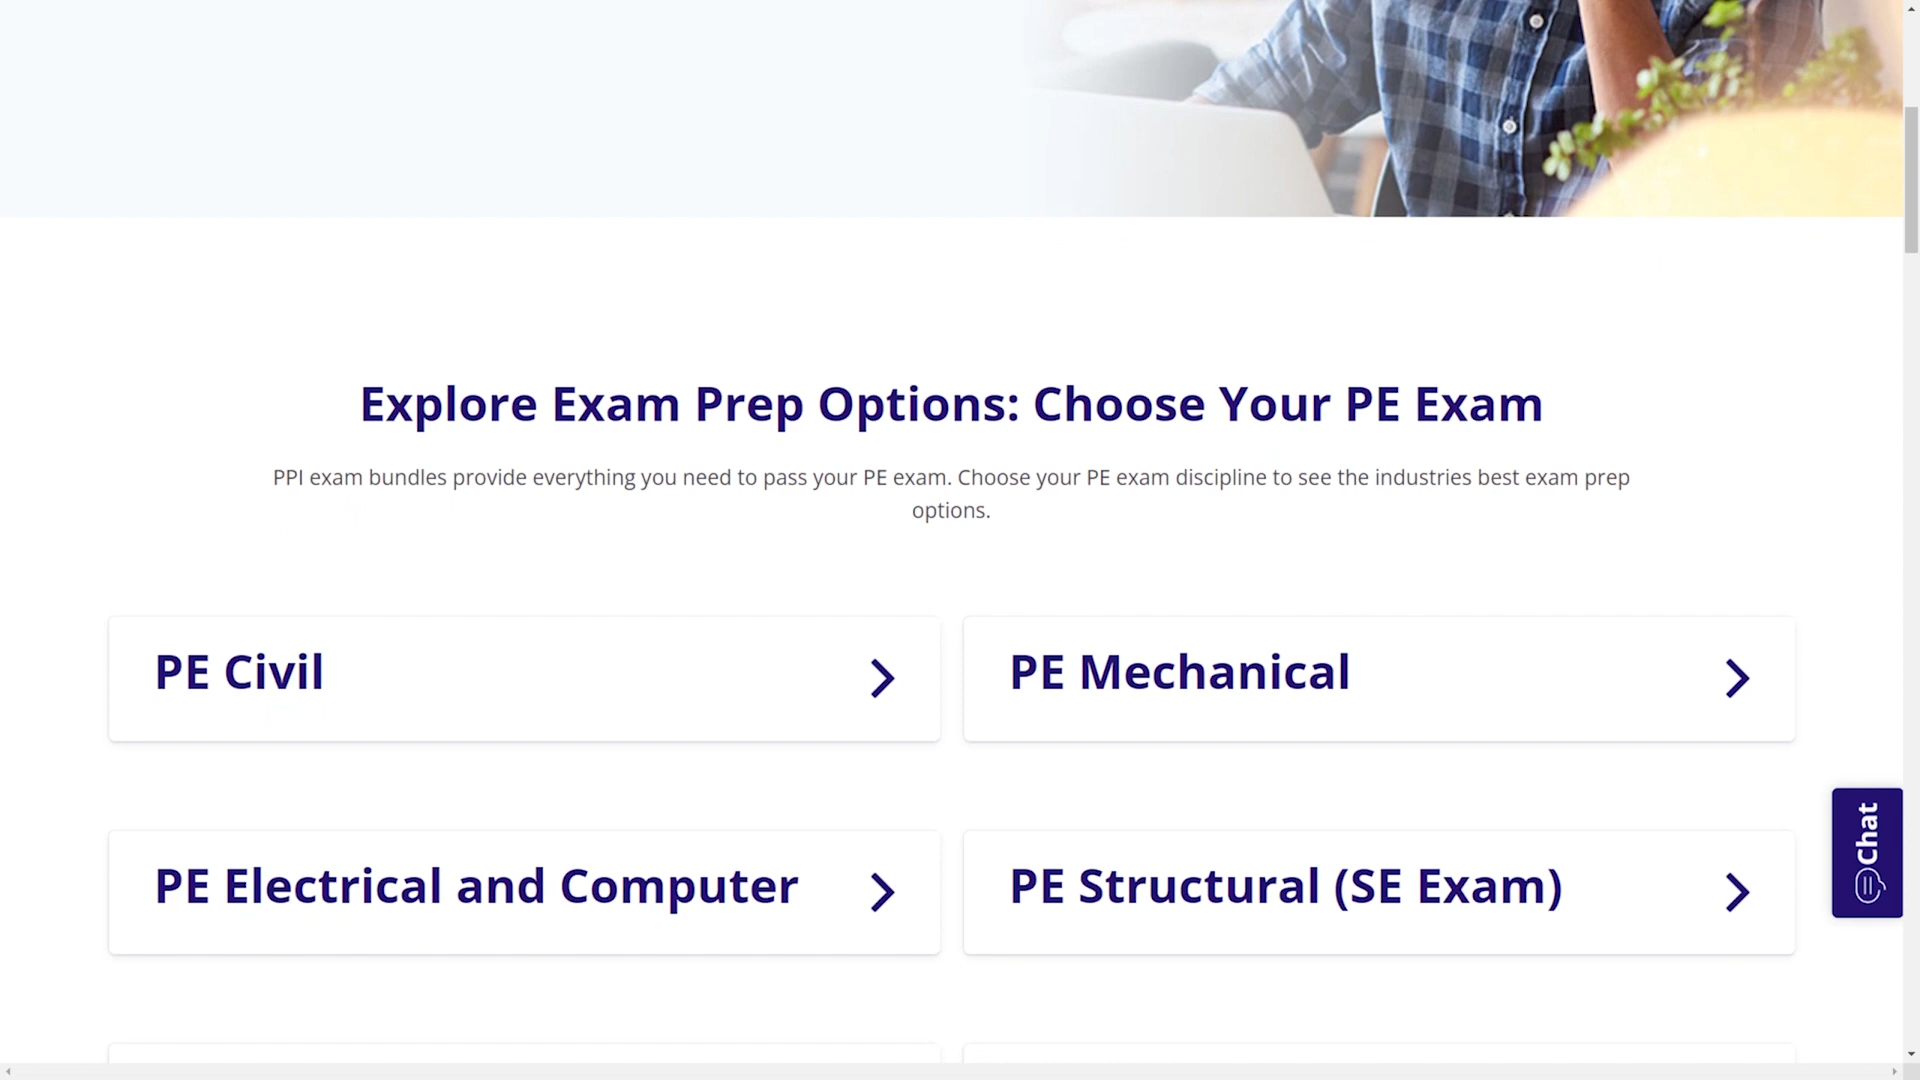 Explore Exam Prep Options: Choose Your PE Exam
PPI exam bundles provide everything you need to pass your PE exam. Choose your PE exam discipline to see the industries best exam prep
options.
PE Civil
PE Mechanical
PE Electrical and Computer
PE Structural (SE Exam)
Chat